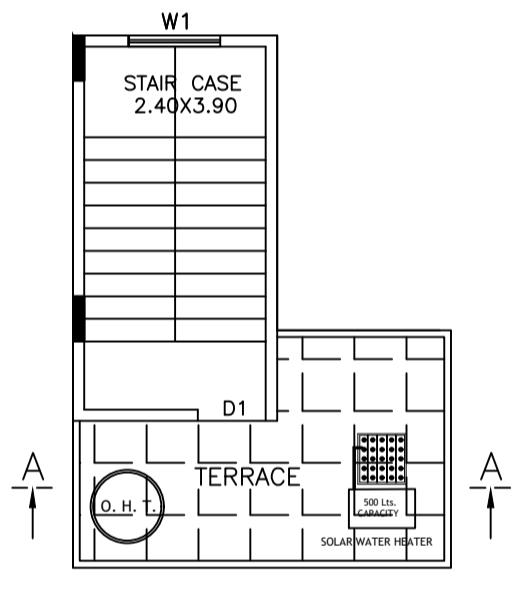 W1
STAIR CASE
2.40X3.90
D1
A
TERRACE
A
O. H. T.
500 Lts.
CAPACITY
SOLAR WATER HEATER